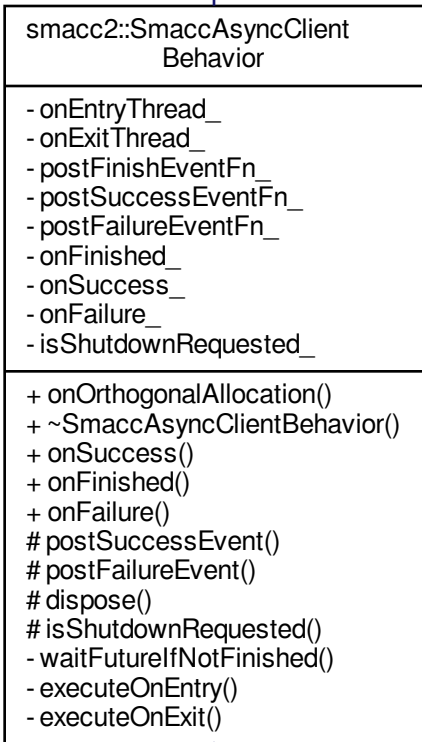 smacc2::SmaccAsyncClient
Behavior
- onEntryThread_
- onExitThread_
- postFinishEventFn_
- postSuccessEventFn_
- postFailureEventFn_
- onFinished_
- onSuccess_
- onFailure_
- isShutdownRequested_
+ onOrthogonalAllocation()
+ ~SmaccAsyncClientBehavior()
+ onSuccess()
+ onFinished()
+ onFailure()
# postSuccessEvent()
# postFailureEvent()
# dispose()
# isShutdownRequested()
- waitFutureIfNotFinished()
- executeOnEntry()
- executeOnExit()